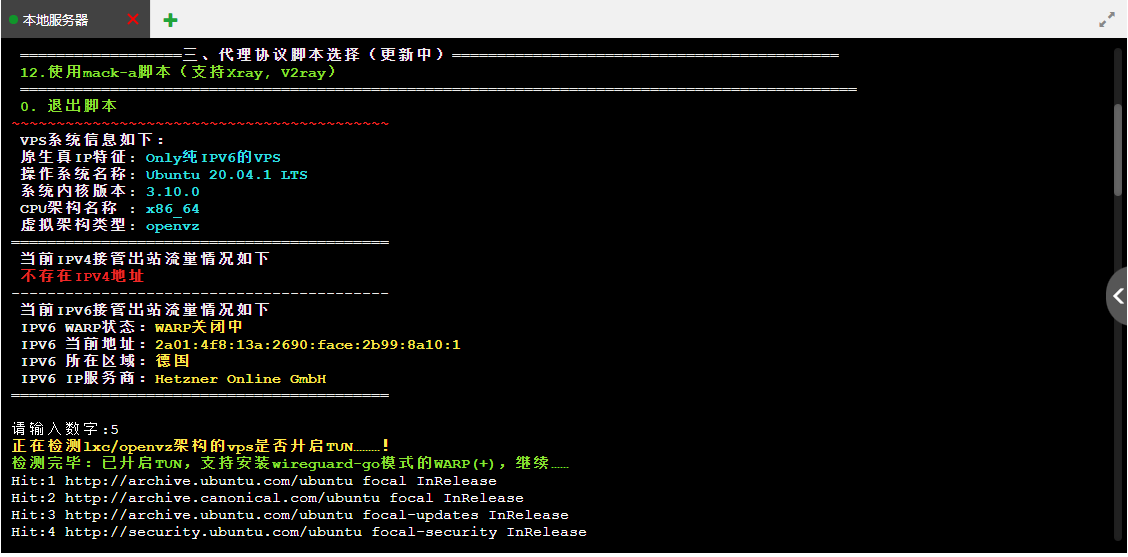 本地服务器
==================三、代理协议脚本选择（更新中）===========================================
12.使用mack-a脚本（支持Xray, V2ray）
=============================================================================================
0. 退出脚本
~~~~~~~~~~~~~~~~~~~~~~~~~~~~~~~~~~~~~~~~~~
VPS系统信息如下：
原生真IP特征：Only纯IPV6的VPS
操作系统名称：Ubuntu 20.04.1 LTS
系统内核版本：3.10.0
CPU架构名称 ：x86_64
虚拟架构类型：openvz
==========================================
当前IPV4接管出站流量情况如下
不存在IPV4地址
------------------------------------------
当前IPV6接管出站流量情况如下
IPV6 WARP状态：WARP关闭中
IPV6 当前地址：2a01:4f8:13a:2690:face:2b99:8a10:1
IPV6 所在区域：德国
IPV6 IP服务商：Hetzner Online GmbH
==========================================
请输入数字:5
正在检测lxc/openvz架构的vps是否开启TUN………！
检测完毕：已开启TUN，支持安装wireguard-go模式的WARP(+)，继续……
Hit:1 http://archive.ubuntu.com/ubuntu focal InRelease
Hit:2 http://archive.canonical.com/ubuntu focal InRelease
Hit:3 http://archive.ubuntu.com/ubuntu focal-updates InRelease
Hit:4 http://security.ubuntu.com/ubuntu focal-security InRelease